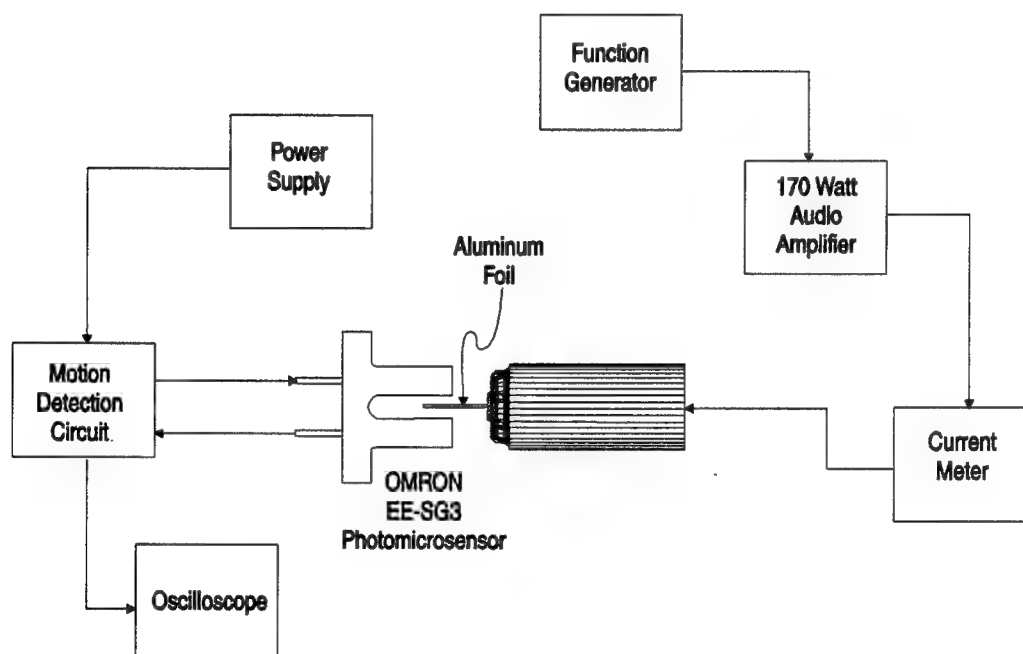 Function
Generator
Power
Supply
170 Watt
Audio
Amplifier
Aluminum
Foil
Motion
Detection
Circuit.
Current
Meter
OMRON
EE-SG3
Photomicrosensor
Oscilloscope